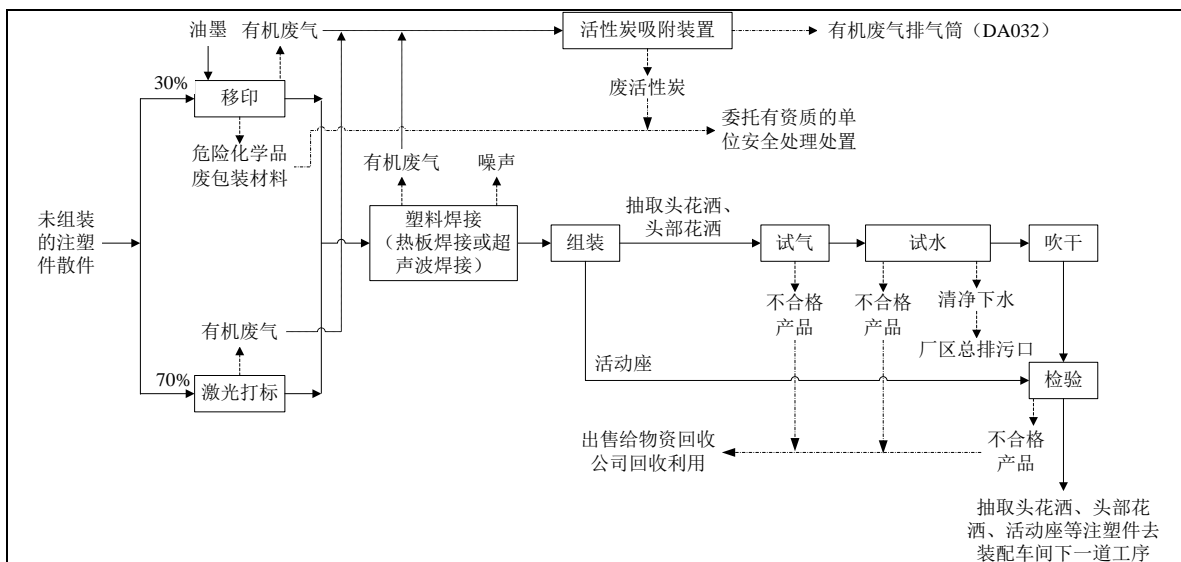 油墨
有机废气
活性炭吸附装置
有机废气排气筒（DA032）
30%
移印
废活性炭
委托有资质的单
位安全处理处置
危险化学品
废包装材料
有机废气
噪声
未组装
的注塑
件散件
塑料焊接
（热板焊接或超
声波焊接）
组装
抽取头花洒、
头部花洒
试气
试水
吹干
不合格
产品
不合格
产品
清净下水
厂区总排污口
有机废气
70%
激光打标
活动座
检验
出售给物资回收
公司回收利用
不合格
产品
抽取头花洒、头部花
洒、活动座等注塑件去
装配车间下一道工序